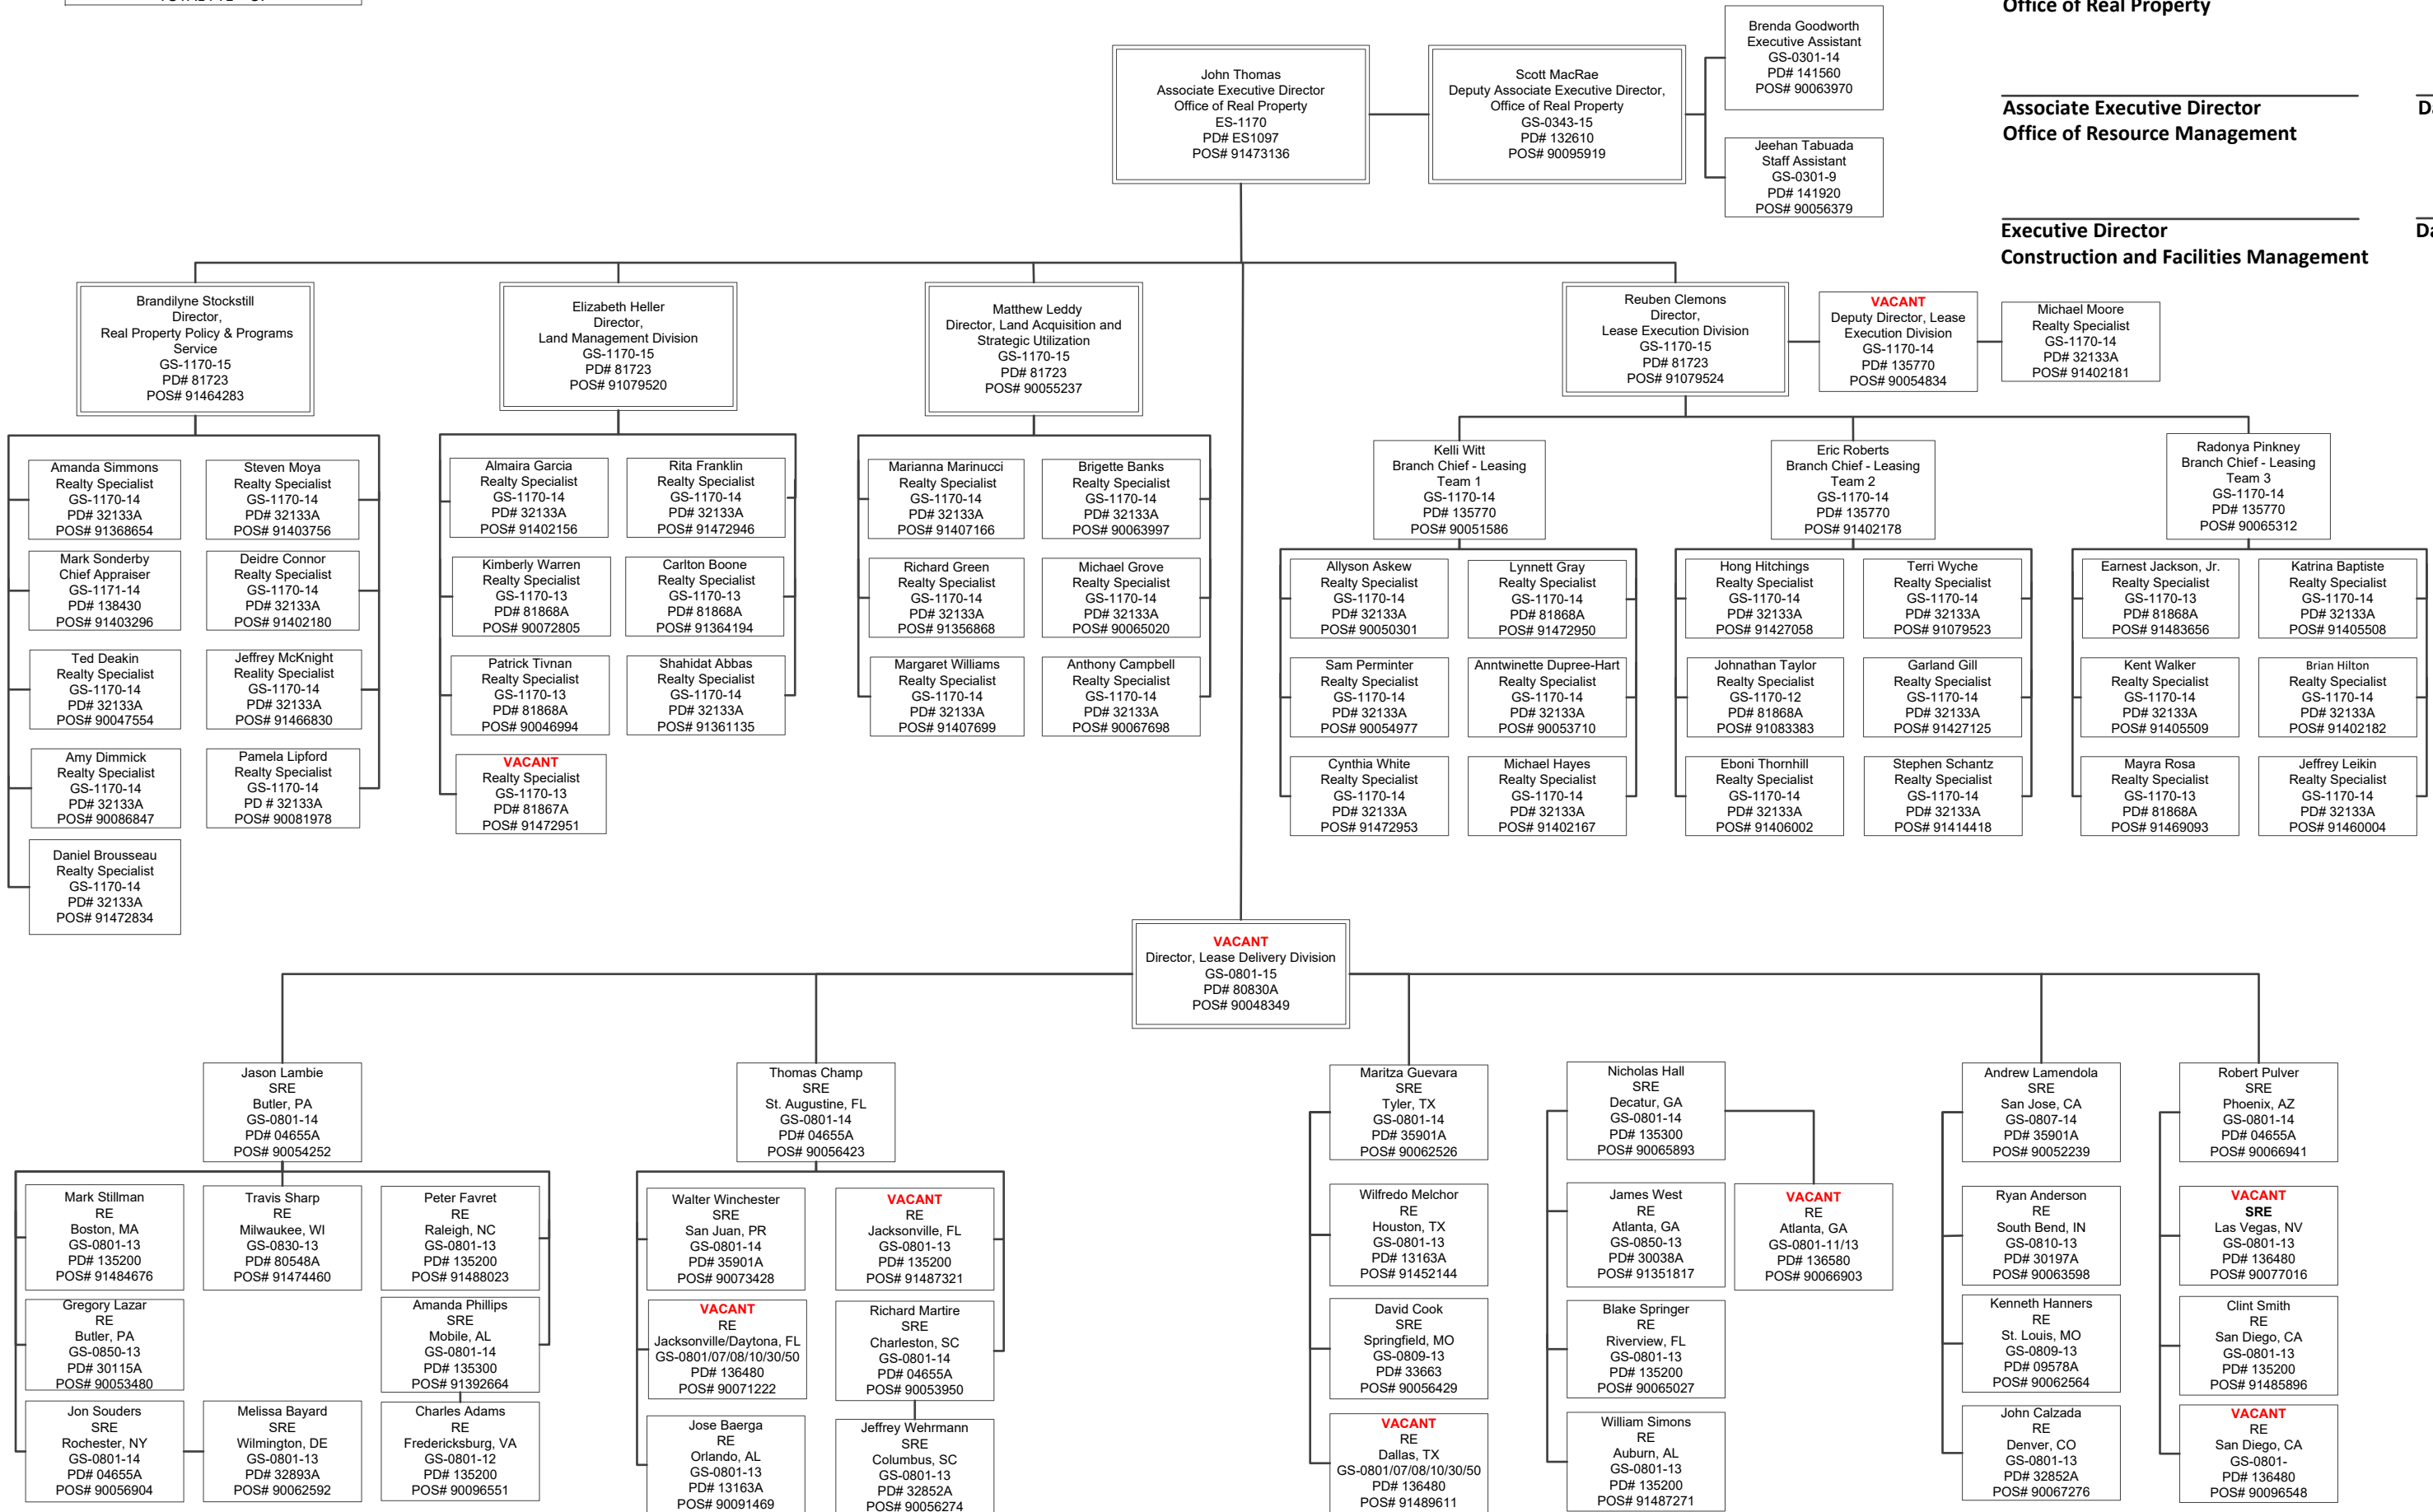 Office of Real Property
Brenda Goodworth
Executive Assistant
GS-0301-14
PD# 141560
POS# 90063970
John Thomas
Associate Executive Director
Office of Real Property
ES-1170
PD# ES1097
POS# 91473136
Scott MacRae
Deputy Associate Executive Director,
Office of Real Property
GS-0343-15
PD# 132610
POS# 90095919
Associate Executive Director
Office of Resource Management
Jeehan Tabuada
Staff Assistant
GS-0301-9
PD# 141920
POS# 90056379
Executive Director
Construction and Facilities Management
Brandilyne Stockstill
Director,
Real Property Policy & Programs
Service
GS-1170-15
PD# 81723
POS# 91464283
Elizabeth Heller
Director,
Land Management Division
GS-1170-15
PD# 81723
POS# 91079520
Matthew Leddy
Director, Land Acquisition and
Strategic Utilization
GS-1170-15
PD# 81723
POS# 90055237
Reuben Clemons
Director,
Lease Execution Division
GS-1170-15
PD# 81723
POS# 91079524
VACANT
Deputy Director, Lease
Execution Division
GS-1170-14
PD# 135770
POS# 90054834
Michael Moore
Realty Specialist
GS-1170-14
PD# 32133A
POS# 91402181
Amanda Simmons
Realty Specialist
GS-1170-14
PD# 32133A
POS# 91368654
Steven Moya
Realty Specialist
GS-1170-14
PD# 32133A
POS# 91403756
Mark Sonderby
Chief Appraiser
GS-1171-14
PD# 138430
POS# 91403296
Deidre Connor
Realty Specialist
GS-1170-14
PD# 32133A
POS# 91402180
Ted Deakin
Realty Specialist
GS-1170-14
PD# 32133A
POS# 90047554
Jeffrey McKnight
Realty Specialist
GS-1170-14
PD# 32133A
POS# 91466830
Amy Dimmick
Realty Specialist
GS-1170-14
PD# 32133A
POS# 90086847
Pamela Lipford
Realty Specialist
GS-1170-14
PD # 32133A
POS# 90081978
Daniel Brousseau
Realty Specialist
GS-1170-14
PD# 32133A
POS# 91472834
Almaira Garcia
Realty Specialist
GS-1170-14
PD# 32133A
POS# 91402156
Rita Franklin
Realty Specialist
GS-1170-14
PD# 32133A
POS# 91472946
Kimberly Warren
Realty Specialist
GS-1170-13
PD# 81868A
POS# 90072805
Carlton Boone
Realty Specialist
GS-1170-13
PD# 81868A
POS# 91364194
Patrick Tivnan
Realty Specialist
GS-1170-13
PD# 81868A
POS# 90046994
Shahidat Abbas
Realty Specialist
GS-1170-14
PD# 32133A
POS# 91361135
VACANT
Realty Specialist
GS-1170-13
PD# 81867A
POS# 91472951
Marianna Marinucci
Realty Specialist
GS-1170-14
PD# 32133A
POS# 91407166
Brigette Banks
Realty Specialist
GS-1170-14
PD# 32133A
POS# 90063997
Richard Green
Realty Specialist
GS-1170-14
PD# 32133A
POS# 91356868
Michael Grove
Realty Specialist
GS-1170-14
PD# 32133A
POS# 90065020
Margaret Williams
Realty Specialist
GS-1170-14
PD# 32133A
POS# 91407699
Anthony Campbell
Realty Specialist
GS-1170-14
PD# 32133A
POS# 90067698
Kelli Witt
Branch Chief - Leasing
Team 1
GS-1170-14
PD# 135770
POS# 90051586
Eric Roberts
Branch Chief - Leasing
Team 2
GS-1170-14
PD# 135770
POS# 91402178
Radonya Pinkney
Branch Chief - Leasing
Team 3
GS-1170-14
PD# 135770
POS# 90065312
Allyson Askew
Realty Specialist
GS-1170-14
PD# 32133A
POS# 90050301
Lynnett Gray
Realty Specialist
GS-1170-14
PD# 81868A
POS# 91472950
Sam Perminter
Realty Specialist
GS-1170-14
PD# 32133A
POS# 90054977
Anntwinette Dupree-Hart
Realty Specialist
GS-1170-14
PD# 32133A
POS# 90053710
Cynthia White
Realty Specialist
GS-1170-14
PD# 32133A
POS# 91472953
Michael Hayes
Realty Specialist
GS-1170-14
PD# 32133A
POS# 91402167
Hong Hitchings
Realty Specialist
GS-1170-14
PD# 32133A
POS# 91427058
Terri Wyche
Realty Specialist
GS-1170-14
PD# 32133A
POS# 91079523
Johnathan Taylor
Realty Specialist
GS-1170-12
PD# 81868A
POS# 91083383
Garland Gill
Realty Specialist
GS-1170-14
PD# 32133A
POS# 91427125
Eboni Thornhill
Realty Specialist
GS-1170-14
PD# 32133A
POS# 91406002
Stephen Schantz
Realty Specialist
GS-1170-14
PD# 32133A
POS# 91414418
Earnest Jackson, Jr.
Realty Specialist
GS-1170-13
PD# 81868A
POS# 91483656
Katrina Baptiste
Realty Specialist
GS-1170-14
PD# 32133A
POS# 91405508
Kent Walker
Realty Specialist
GS-1170-14
PD# 32133A
POS# 91405509
Brian Hilton
Realty Specialist
GS-1170-14
PD# 32133A
POS# 91402182
Mayra Rosa
Realty Specialist
GS-1170-13
PD# 81868A
POS# 91469093
Jeffrey Leikin
Realty Specialist
GS-1170-14
PD# 32133A
POS# 91460004
VACANT
Director, Lease Delivery Division
GS-0801-15
PD# 80830A
POS# 90048349
Jason Lambie
SRE
Butler, PA
GS-0801-14
PD# 04655A
POS# 90054252
Thomas Champ
SRE
St. Augustine, FL
GS-0801-14
PD# 04655A
POS# 90056423
Maritza Guevara
SRE
Tyler, TX
GS-0801-14
PD# 35901A
POS# 90062526
Nicholas Hall
SRE
Decatur, GA
GS-0801-14
PD# 135300
POS# 90065893
Andrew Lamendola
SRE
San Jose, CA
GS-0807-14
PD# 35901A
POS# 90052239
Robert Pulver
SRE
Phoenix, AZ
GS-0801-14
PD# 04655A
POS# 90066941
Mark Stillman
RE
Boston, MA
GS-0801-13
PD# 135200
POS# 91484676
Travis Sharp
RE
Milwaukee, WI
GS-0830-13
PD# 80548A
POS# 91474460
Peter Favret
RE
Raleigh, NC
GS-0801-13
PD# 135200
POS# 91488023
Gregory Lazar
RE
Butler, PA
GS-0850-13
PD# 30115A
POS# 90053480
Amanda Phillips
SRE
Mobile, AL
GS-0801-14
PD# 135300
POS# 91392664
Jon Souders
SRE
Rochester, NY
GS-0801-14
PD# 04655A
POS# 90056904
Melissa Bayard
SRE
Wilmington, DE
GS-0801-13
PD# 32893A
POS# 90062592
Charles Adams
RE
Fredericksburg, VA
GS-0801-12
PD# 135200
POS# 90096551
Walter Winchester
SRE
San Juan, PR
GS-0801-14
PD# 35901A
POS# 90073428
VACANT
RE
Jacksonville, FL
GS-0801-13
PD# 135200
POS# 91487321
VACANT
RE
Jacksonville/Daytona, FL
GS-0801/07/08/10/30/50
PD# 136480
POS# 90071222
Richard Martire
SRE
Charleston, SC
GS-0801-14
PD# 04655A
POS# 90053950
Jose Baerga
RE
Orlando, AL
GS-0801-13
PD# 13163A
POS# 90091469
Jeffrey Wehrmann
SRE
Columbus, SC
GS-0801-13
PD# 32852A
POS# 90056274
Wilfredo Melchor
RE
Houston, TX
GS-0801-13
PD# 13163A
POS# 91452144
David Cook
SRE
Springfield, MO
GS-0809-13
PD# 33663
POS# 90056429
VACANT
RE
Dallas, TX
GS-0801/07/08/10/30/50
PD# 136480
POS# 91489611
James West
RE
Atlanta, GA
GS-0850-13
PD# 30038A
POS# 91351817
VACANT
RE
Atlanta, GA
GS-0801-11/13
PD# 136580
POS# 90066903
Blake Springer
RE
Riverview, FL
GS-0801-13
PD# 135200
POS# 90065027
William Simons
RE
Auburn, AL
GS-0801-13
PD# 135200
POS# 91487271
Ryan Anderson
RE
South Bend, IN
GS-0810-13
PD# 30197A
POS# 90063598
Kenneth Hanners
RE
St. Louis, MO
GS-0809-13
PD# 09578A
POS# 90062564
John Calzada
RE
Denver, CO
GS-0801-13
PD# 32852A
POS# 90067276
VACANT
SRE
Las Vegas, NV
GS-0801-13
PD# 136480
POS# 90077016
Clint Smith
RE
San Diego, CA
GS-0801-13
PD# 135200
POS# 91485896
VACANT
RE
San Diego, CA
GS-0801-
PD# 136480
POS# 90096548